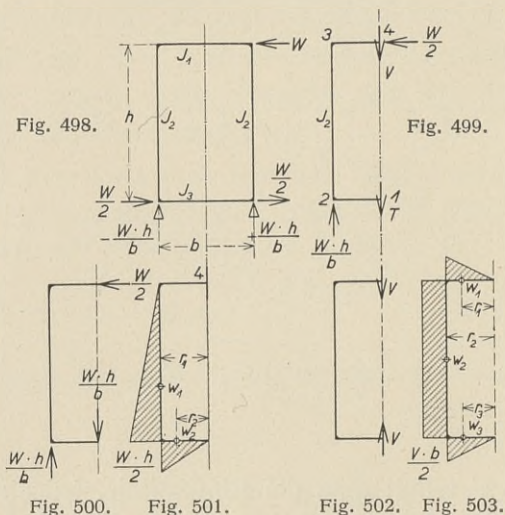 Fig. 498.
h
J₁
J₂
J₂
J₃
W
W/2
W/2
-W·h/b
b
+W·h/b
3
4
W/2
V
J₂
Fig. 499.
2
1
T
W·h/b
W/2
W·h/b
W·h/b
Fig. 500.
4
r₁
w₁
r₂
w₂
W·h/2
Fig. 501.
V
V
Fig. 502.
w₁
r₁
r₂
w₂
r₃
w₃
V·b/2
Fig. 503.